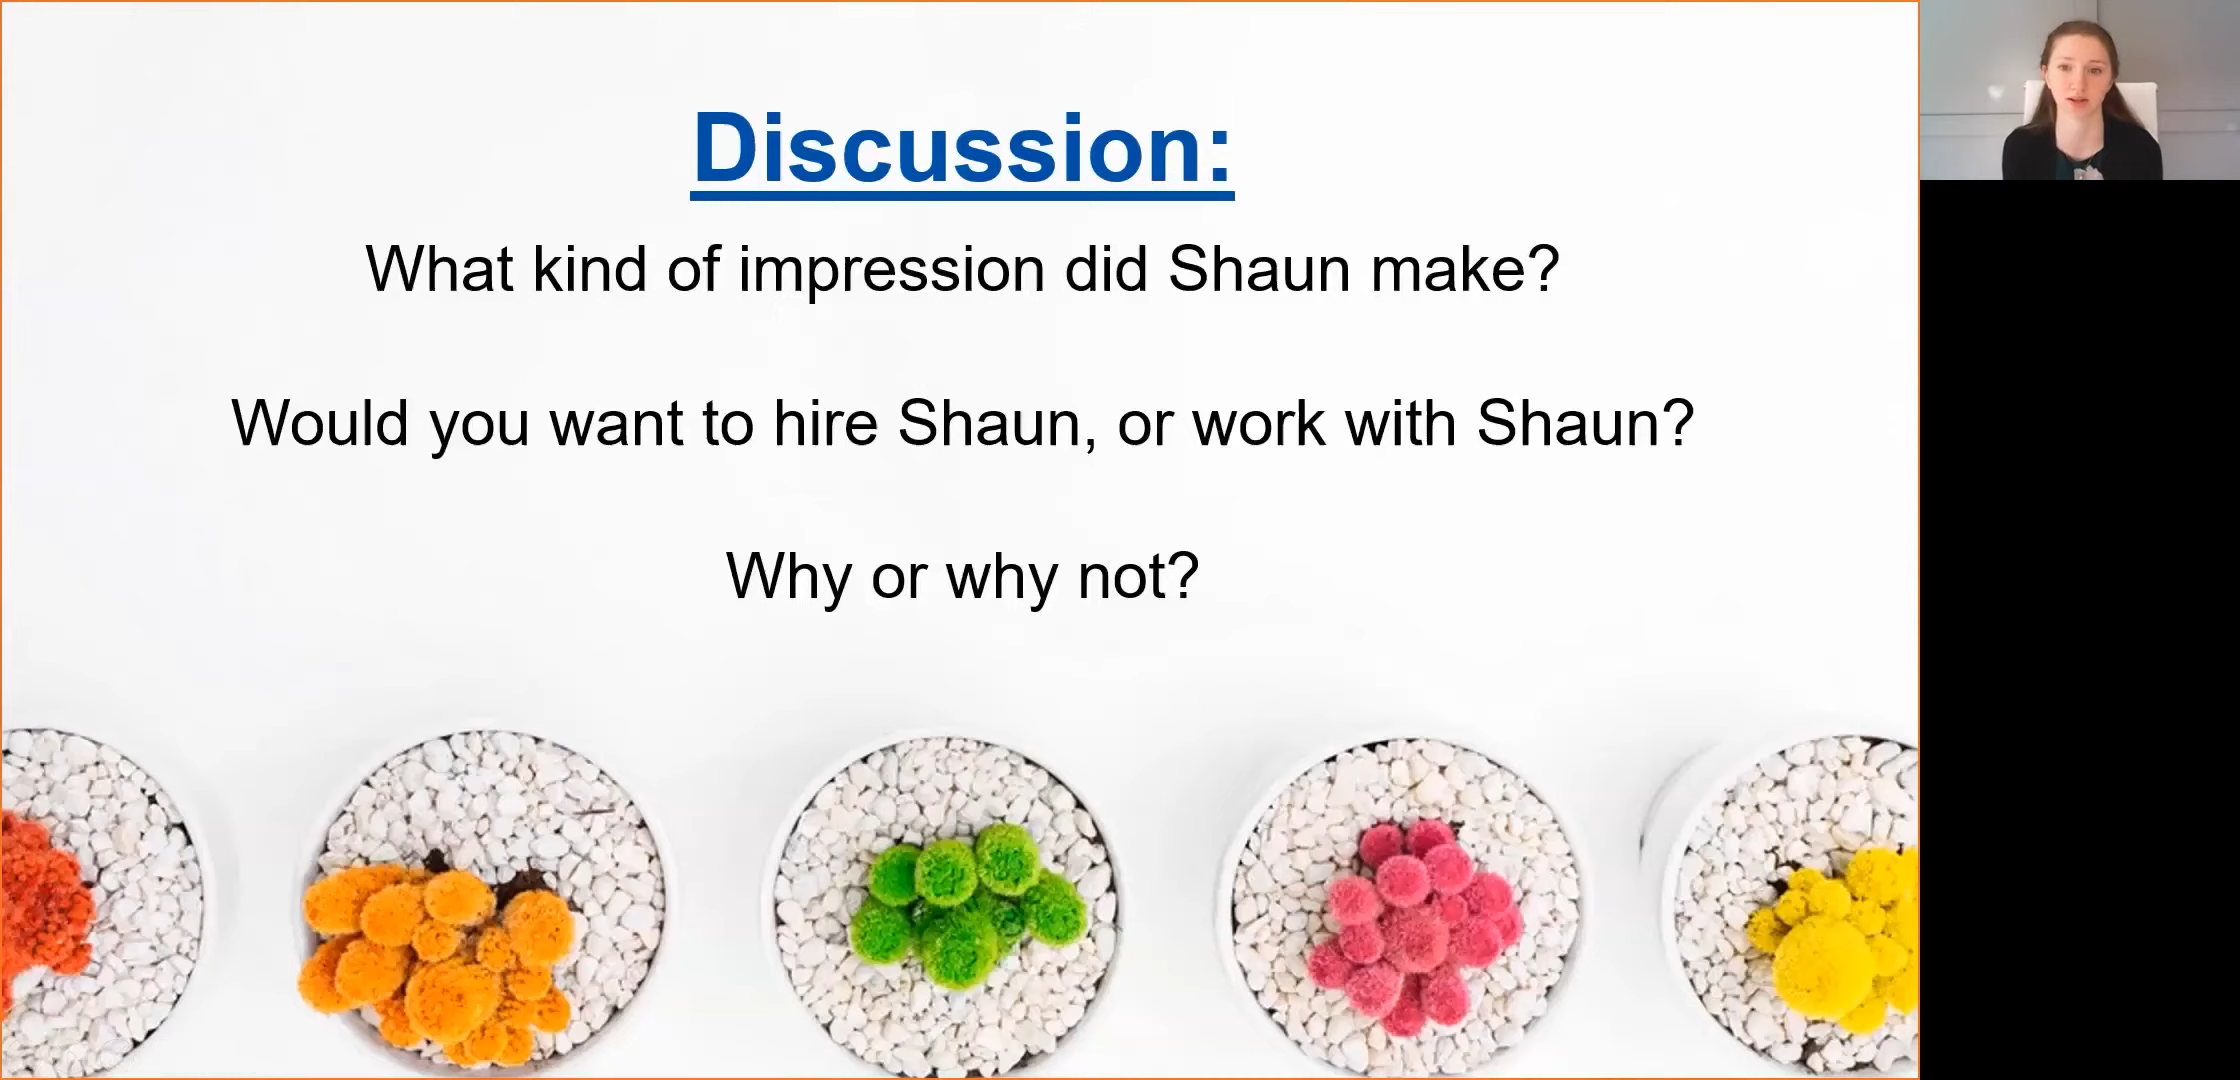 Discussion:
What kind of impression did Shaun make?
Would you want to hire Shaun, or work with Shaun?
Why or why not?